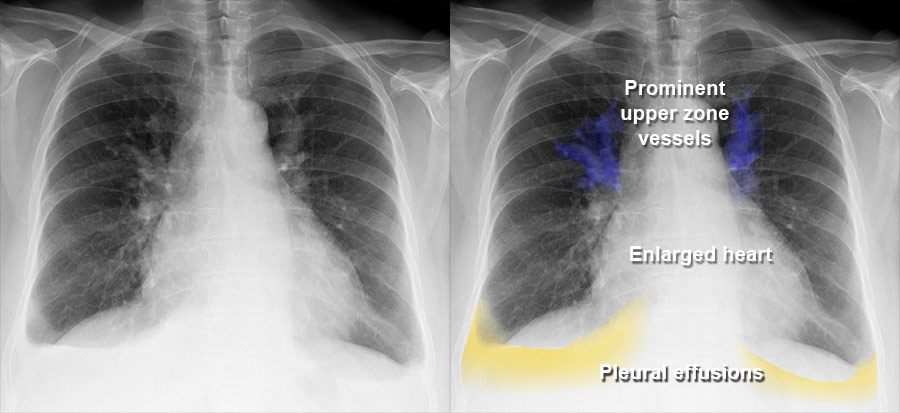 Prominent
upper zone
vessels
Enlarged heart
Pleural effusions